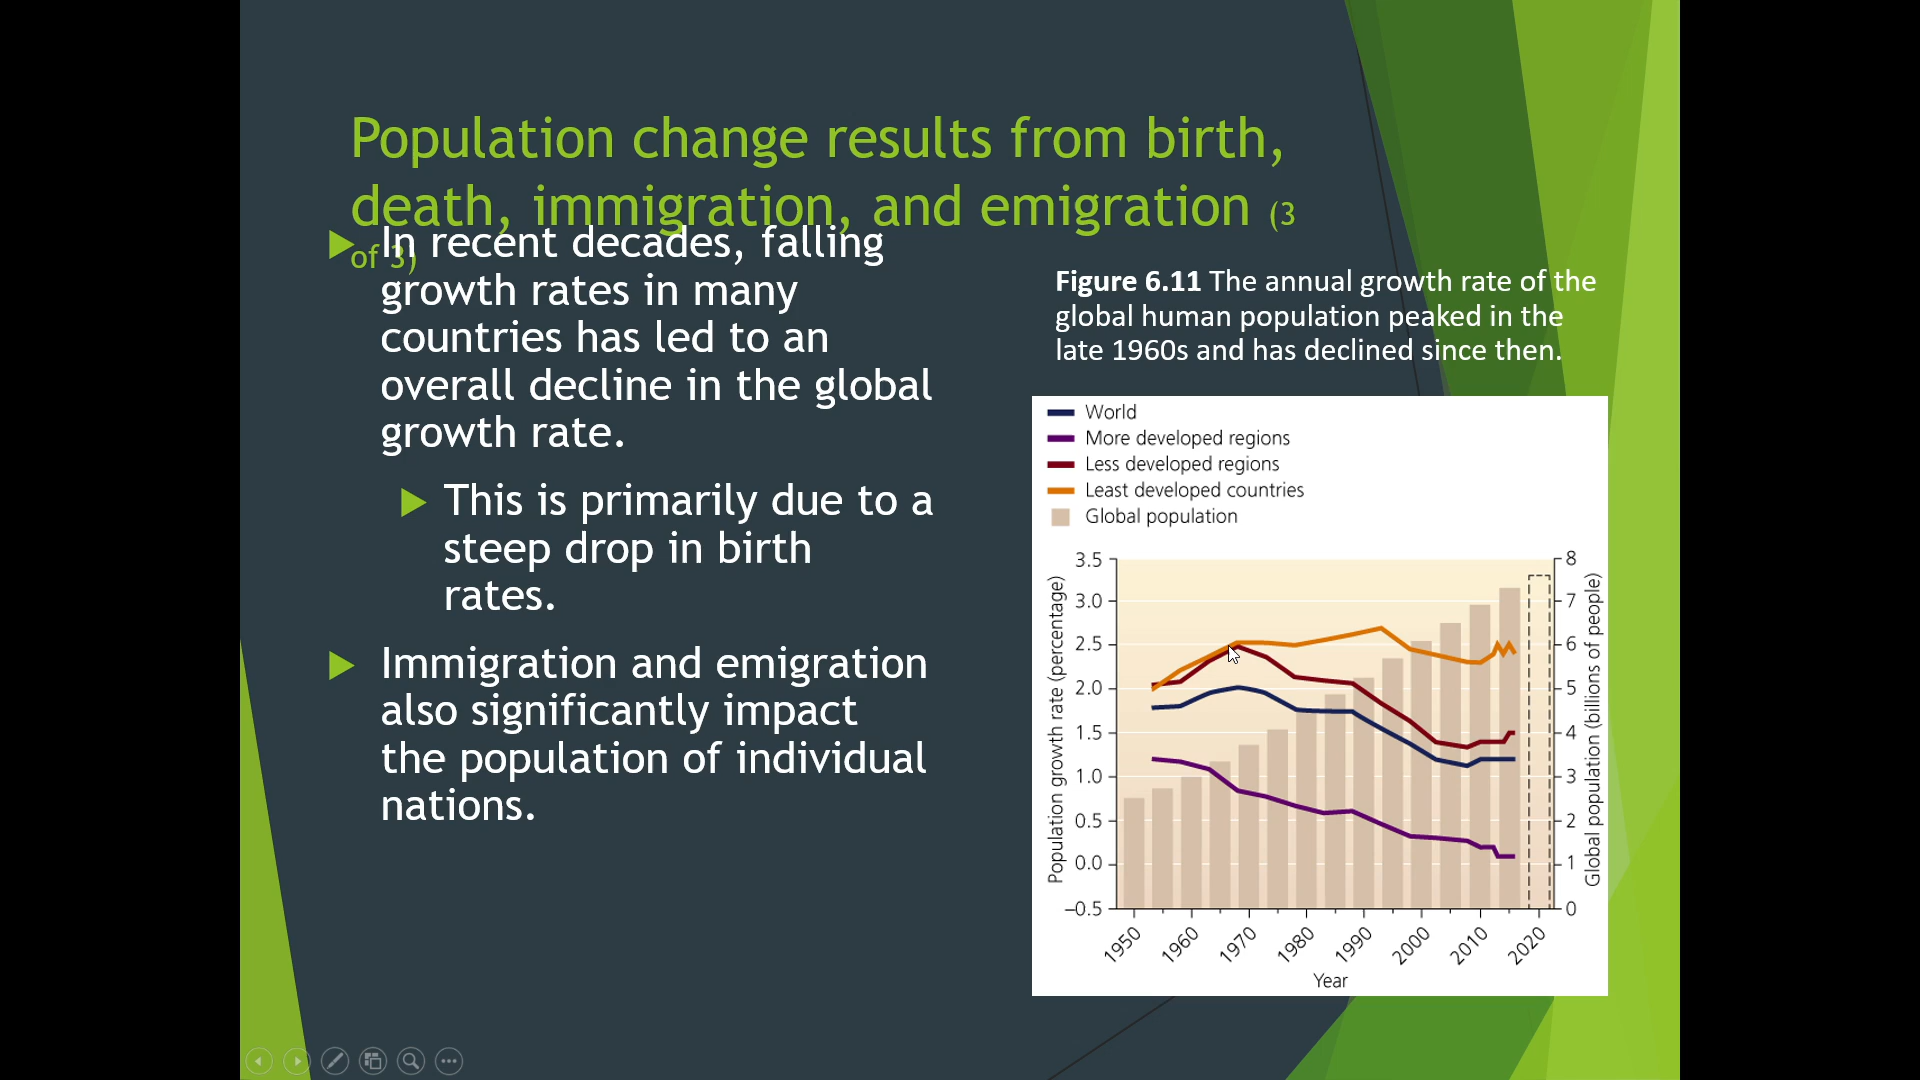 Population change results from birth,
death, immigration, and emigration (3
of 3)
In recent decades, falling
growth rates in many
countries has led to an
overall decline in the global
growth rate.
This is primarily due to a
steep drop in birth
rates.
Immigration and emigration
also significantly impact
the population of individual
nations.
Figure 6.11 The annual growth rate of the
global human population peaked in the
late 1960s and has declined since then.
World
More developed regions
Less developed regions
Least developed countries
Global population
Population growth rate (percentage)
3.5
3.0
2.5
2.0
1.5
1.0
0.5
0.0
–0.5
8
7
6
5
4
3
2
1
0
Global population (billions of people)
1950
1960
1970
1980
1990
2000
2010
2020
Year